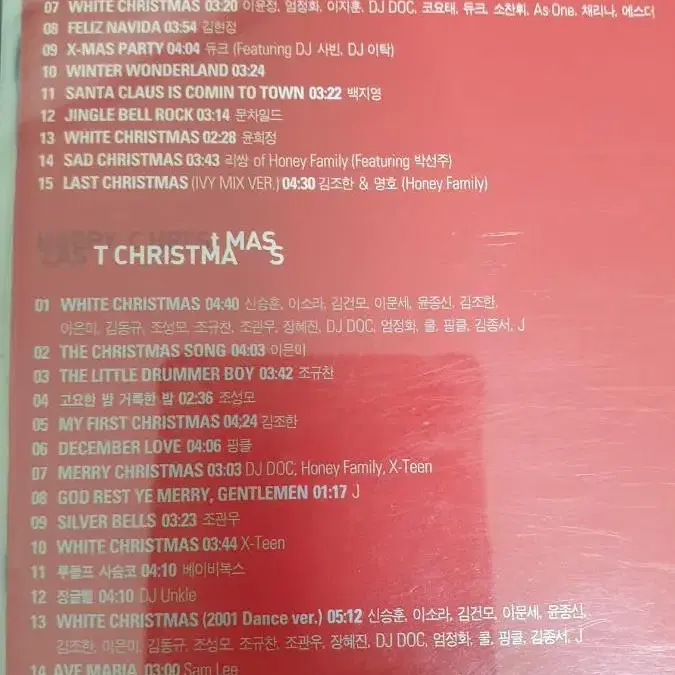 07 WHITE CHRISTMAS 03:20 이윤정, 엄정화, 이지훈, DJ DOC, 코요태, 듀크, 소찬휘, As One, 채리나, 에스더
08 FELIZ NAVIDA 03:54 김현정
09 X-MAS PARTY 04:04 듀크 (Featuring DJ 사빈, DJ 이탁)
10 WINTER WONDERLAND 03:24
11 SANTA CLAUS IS COMIN TO TOWN 03:22 백지영
12 JINGLE BELL ROCK 03:14 문차일드
13 WHITE CHRISTMAS 02:28 윤희정
14 SAD CHRISTMAS 03:43 리쌍 of Honey Family (Featuring 박선주)
15 LAST CHRISTMAS (IVY MIX VER.) 04:30 김조한 & 명호 (Honey Family)
LAST CHRISTMAS
01 WHITE CHRISTMAS 04:40 신승훈, 이소라, 김건모, 이문세, 윤종신, 김조한,
이은미, 김동규, 조성모, 조규찬, 조관우, 장혜진, DJ DOC, 엄정화, 쿨, 핑클, 김종서, J
02 THE CHRISTMAS SONG 04:03 이은미
03 THE LITTLE DRUMMER BOY 03:42 조규찬
04 고요한 밤 거룩한 밤 02:36 조성모
05 MY FIRST CHRISTMAS 04;24 김조한
06 DECEMBER LOVE 04:06 핑클
07 MERRY CHRISTMAS 03:03 DJ DOC, Honey Family, X-Teen
08 GOD REST YE MERRY, GENTLEMEN 01:17 J
09 SILVER BELLS 03:23 조관우
10 WHITE CHRISTMAS 03:44 X-Teen
11 루돌프 사슴코 04:10 베이비복스
12 징글벨 04:10 DJ Unkle
13 WHITE CHRISTMAS (2001 Dance ver.) 05:12 신승훈, 이소라, 김건모, 이문세, 윤종신,
김조한, 이은미, 김동규, 조성모, 조규찬, 조관우, 장혜진, DJ DOC, 엄정화, 쿨, 핑클, 김종서, J
14 AVE MARIA 03:00 Sam Lee